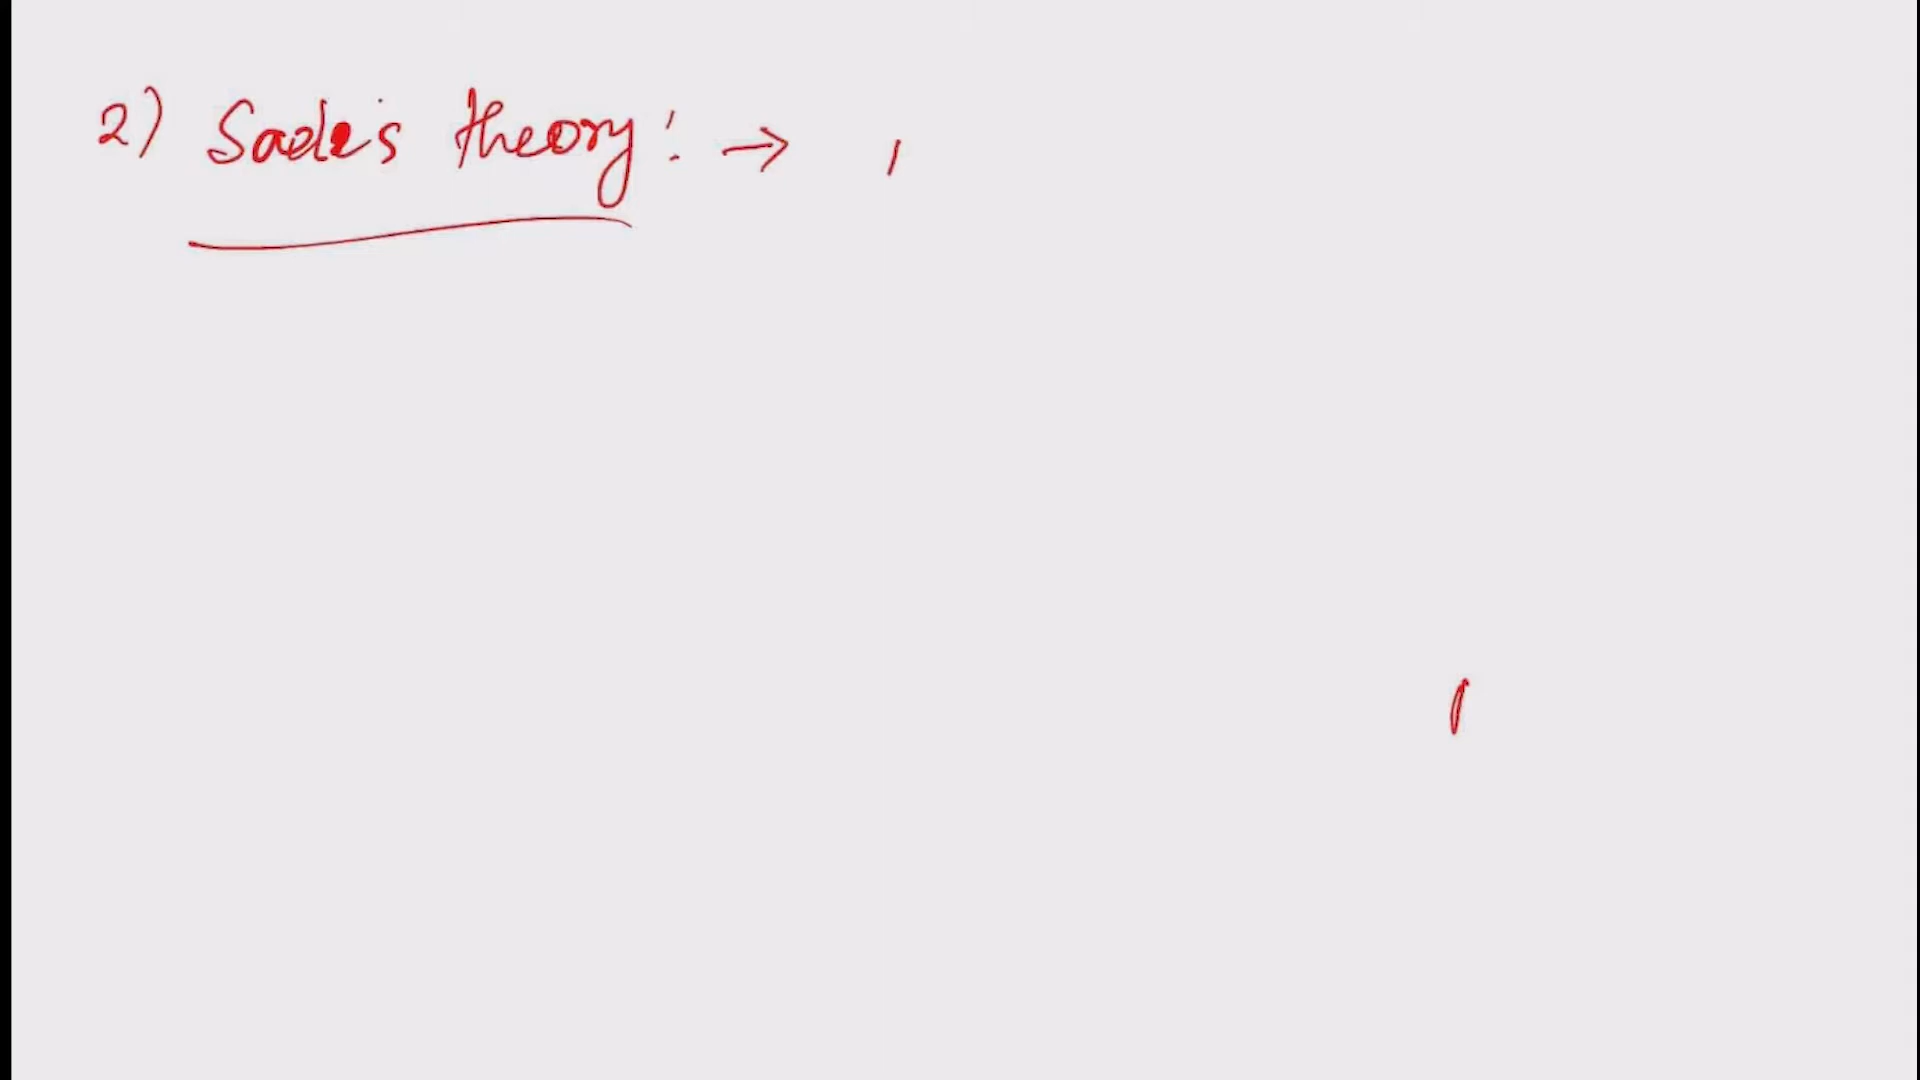 2) Sade's theory : →